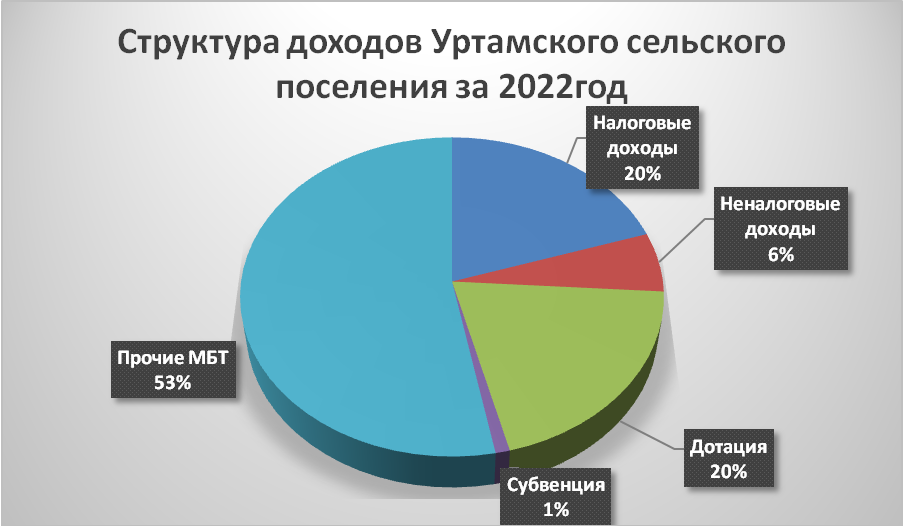 Структура доходов Уртамского сельского
поселения за 2022год
Налоговые
доходы
20%
Неналоговые
доходы
6%
Прочие МБТ
53%
Дотация
20%
Субвенция
1%